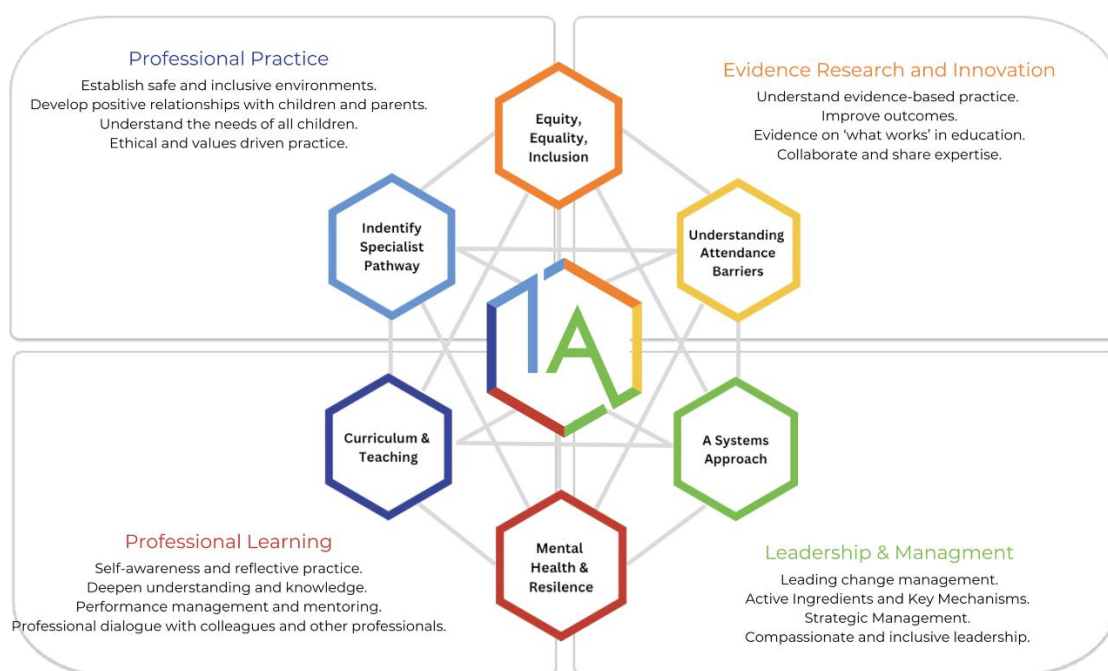 Professional Practice
Establish safe and inclusive environments.
Develop positive relationships with children and parents.
Understand the needs of all children.
Ethical and values driven practice.
Evidence Research and Innovation
Understand evidence-based practice.
Improve outcomes.
Evidence on ‘what works’ in education.
Collaborate and share expertise.
Equity,
Equality,
Inclusion
Indentify
Specialist
Pathway
Understanding
Attendance
Barriers
1A
Curriculum &
Teaching
A Systems
Approach
Mental
Health &
Resilence
Professional Learning
Self-awareness and reflective practice.
Deepen understanding and knowledge.
Performance management and mentoring.
Professional dialogue with colleagues and other professionals.
Leadership & Managment
Leading change management.
Active Ingredients and Key Mechanisms.
Strategic Management.
Compassionate and inclusive leadership.